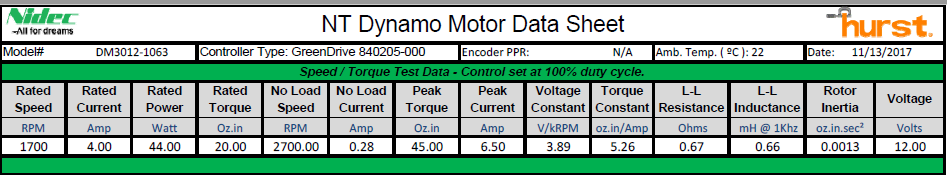 Nidec
-All for dreams
NT Dynamo Motor Data Sheet
hurst.
Model# DM3012-1063 Controller Type: GreenDrive 840205-000 Encoder PPR: N/A Amb. Temp. ( ºC ): 22 Date: 11/13/2017
Speed / Torque Test Data - Control set at 100% duty cycle.
Rated Rated Rated Rated No Load No Load Peak Peak Voltage Torque L-L L-L Rotor Voltage
Speed Current Power Torque Speed Current Torque Current Constant Constant Resistance Inductance Inertia
RPM Amp Watt Oz.in RPM Amp Oz.in Amp V/kRPM oz.in/Amp Ohms mH @ 1Khz oz.in.sec² Volts
1700 4.00 44.00 20.00 2700.00 0.28 45.00 6.50 3.89 5.26 0.67 0.66 0.0013 12.00